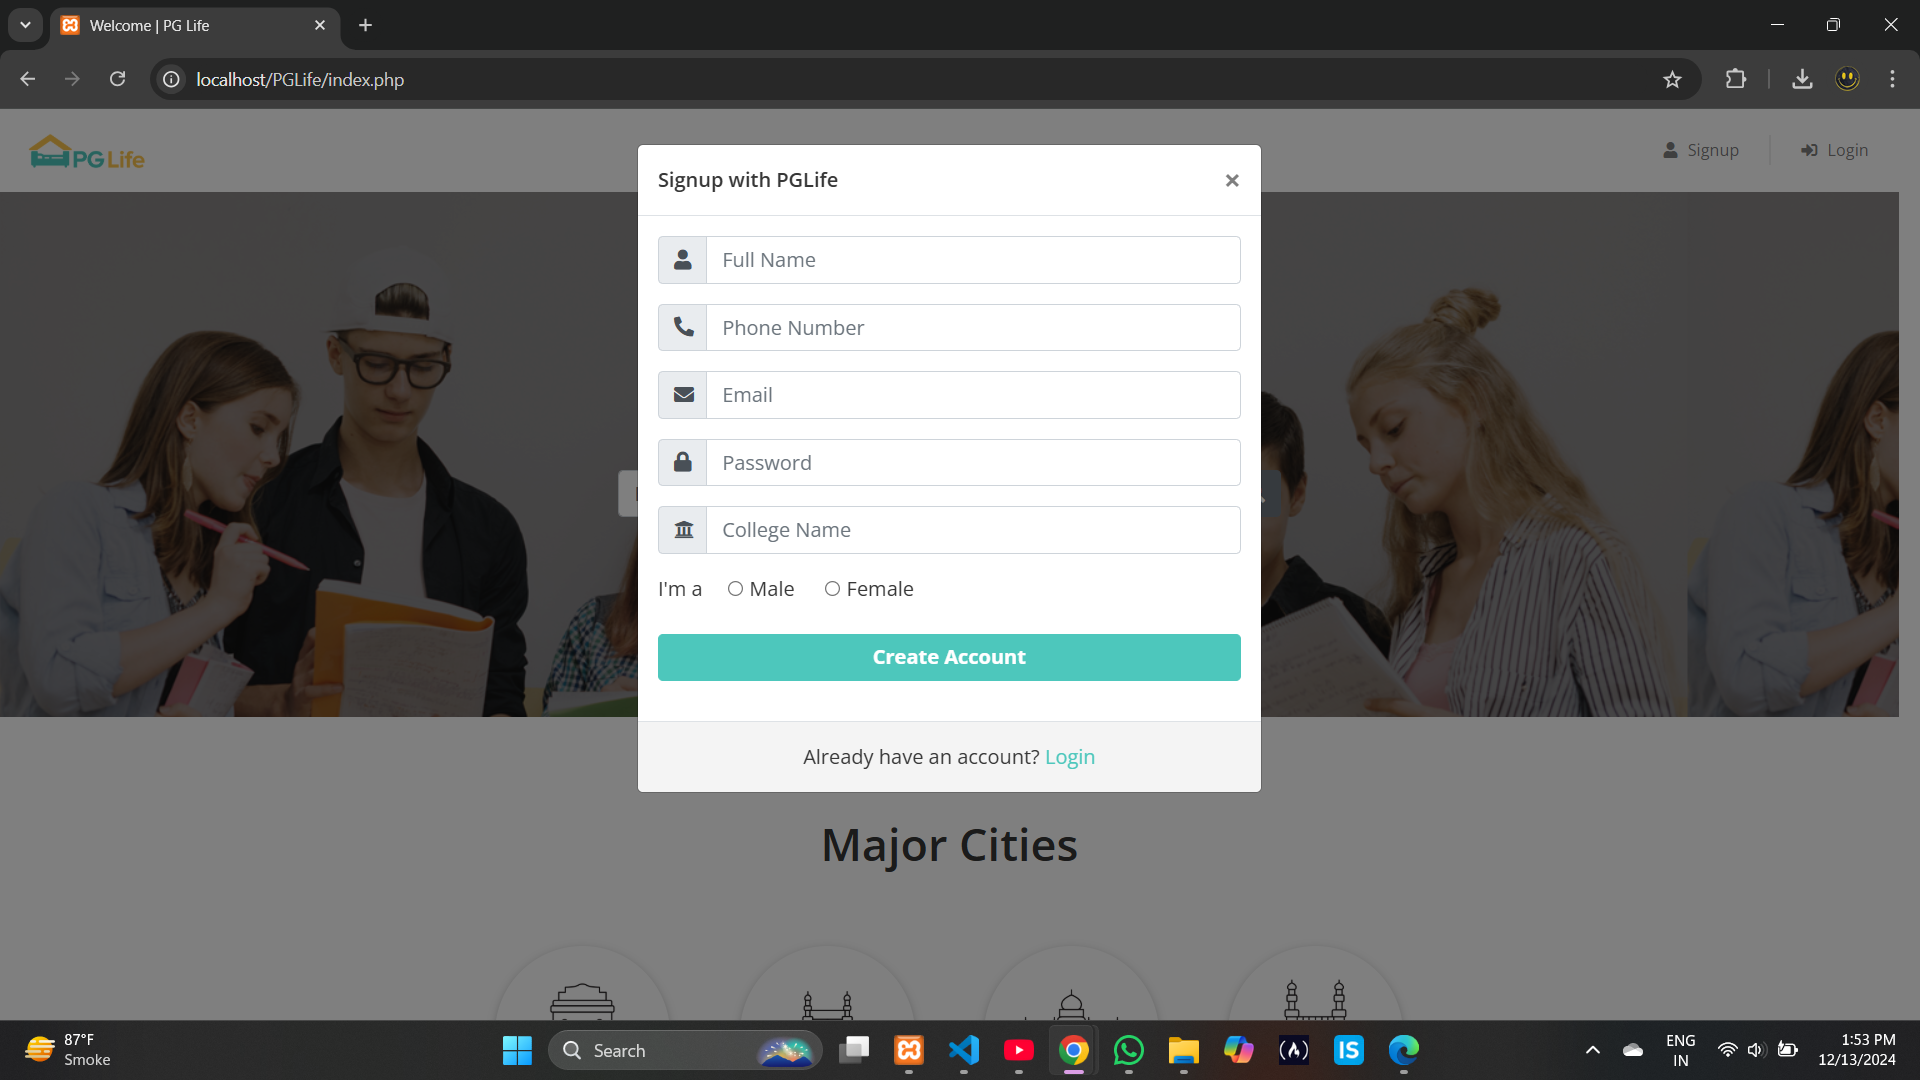 Welcome | PG Life
localhost/PGLife/index.php
PG Life
Signup
Login
Signup with PGLife
×
Full Name
Phone Number
Email
Password
College Name
I'm a Male Female
Create Account
Already have an account? Login
Major Cities
87°F
Smoke
Search
IS
ENG
IN
1:53 PM
12/13/2024